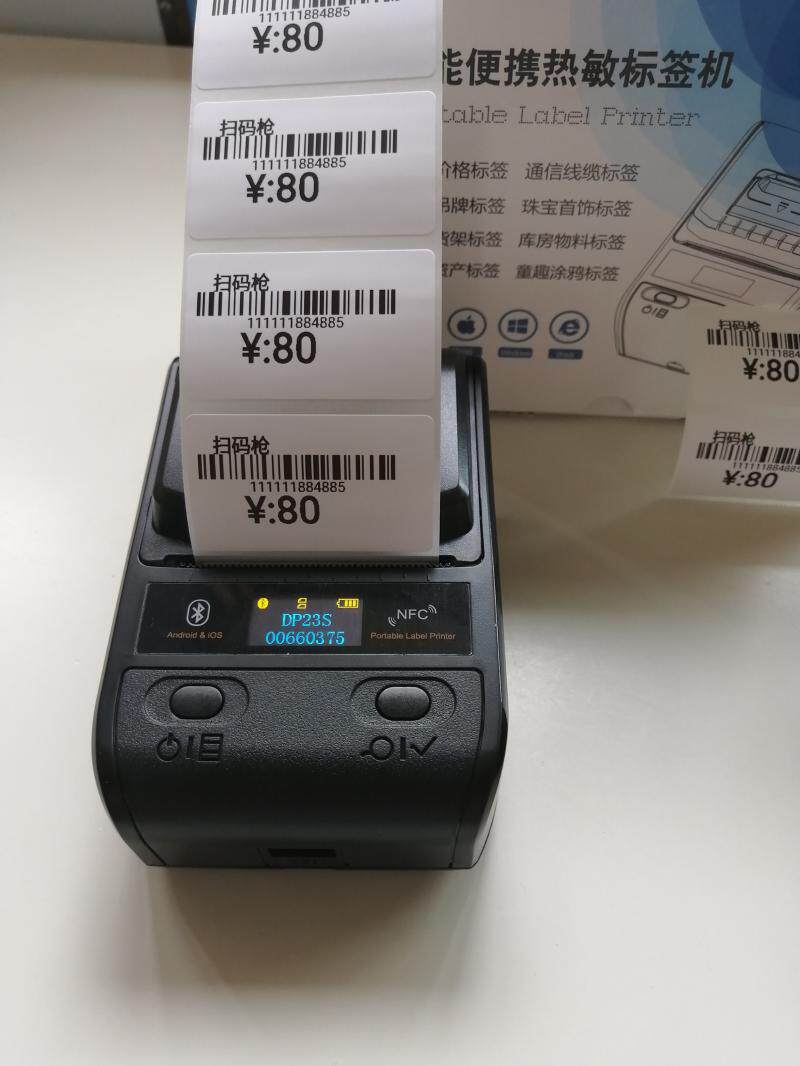 111111884885
¥:80
扫码枪
111111884885
¥:80
扫码枪
111111884885
¥:80
扫码枪
111111884885
¥:80
能便携热敏标签机
table Label Printer
价格标签 通信线缆标签
吊牌标签 珠宝首饰标签
货架标签 库房物料标签
资产标签 童趣涂鸦标签
Windows
扫码枪
¥:80
扫码枪
¥:80
Android & iOS
DP23S
00660375
NFC
Portable Label Printer